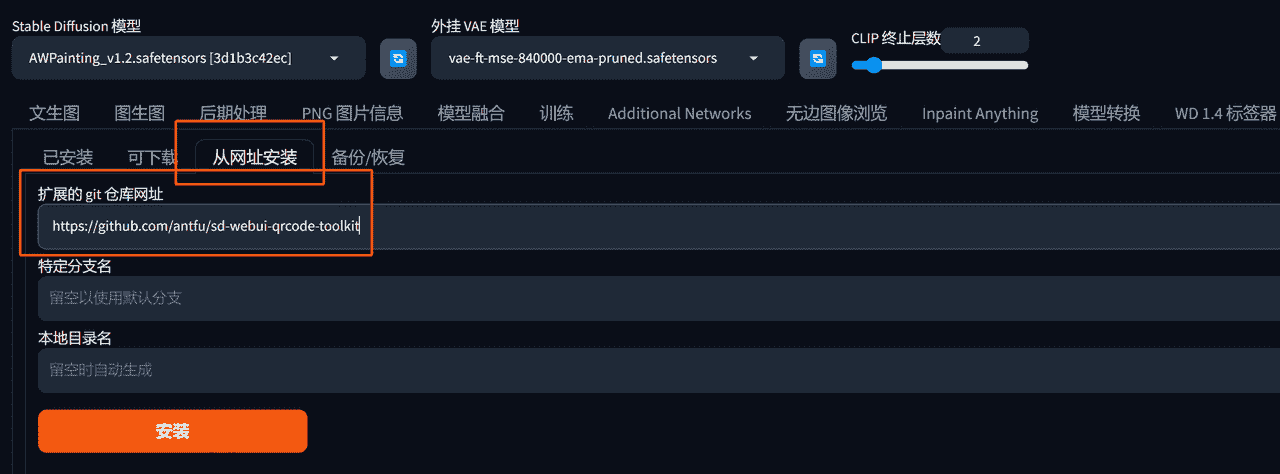 Stable Diffusion 模型
外挂 VAE 模型
CLIP 终止层数
2
AWPainting_v1.2.safetensors [3d1b3c42ec]
vae-ft-mse-840000-ema-pruned.safetensors
文生图 图生图 后期处理 PNG 图片信息 模型融合 训练 Additional Networks 无边图像浏览 Inpaint Anything 模型转换 WD 1.4 标签器
已安装 可下载 从网址安装 备份/恢复
扩展的 git 仓库网址
https://github.com/antfu/sd-webui-qrcode-toolkit
特定分支名
留空以使用默认分支
本地目录名
留空时自动生成
安装